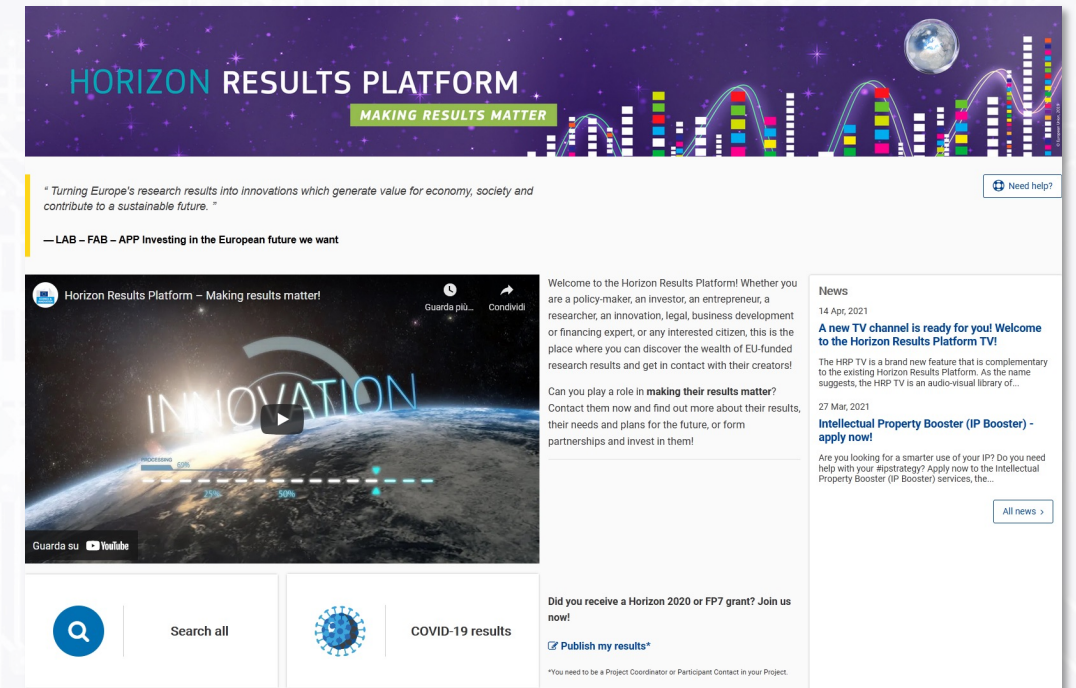 HORIZON RESULTS PLATFORM
MAKING RESULTS MATTER
© European Union, 2019
" Turning Europe's research results into innovations which generate value for economy, society and
contribute to a sustainable future. "
— LAB – FAB – APP Investing in the European future we want
Need help?
Horizon Results Platform – Making results matter!
Guarda più...
Condividi
INNOVATION
PROCESSING
25%
50%
Guarda su YouTube
Welcome to the Horizon Results Platform! Whether you
are a policy-maker, an investor, an entrepreneur, a
researcher, an innovation, legal, business development
or financing expert, or any interested citizen, this is the
place where you can discover the wealth of EU-funded
research results and get in contact with their creators!
Can you play a role in making their results matter?
Contact them now and find out more about their results,
their needs and plans for the future, or form
partnerships and invest in them!
News
14 Apr, 2021
A new TV channel is ready for you! Welcome
to the Horizon Results Platform TV!
The HRP TV is a brand new feature that is complementary
to the existing Horizon Results Platform. As the name
suggests, the HRP TV is an audio-visual library of...
27 Mar, 2021
Intellectual Property Booster (IP Booster) -
apply now!
Are you looking for a smarter use of your IP? Do you need
help with your #ipstrategy? Apply now to the Intellectual
Property Booster (IP Booster) services, the...
All news ›
Search all
COVID-19 results
Did you receive a Horizon 2020 or FP7 grant? Join us
now!
Publish my results*
*You need to be a Project Coordinator or Participant Contact in your Project.